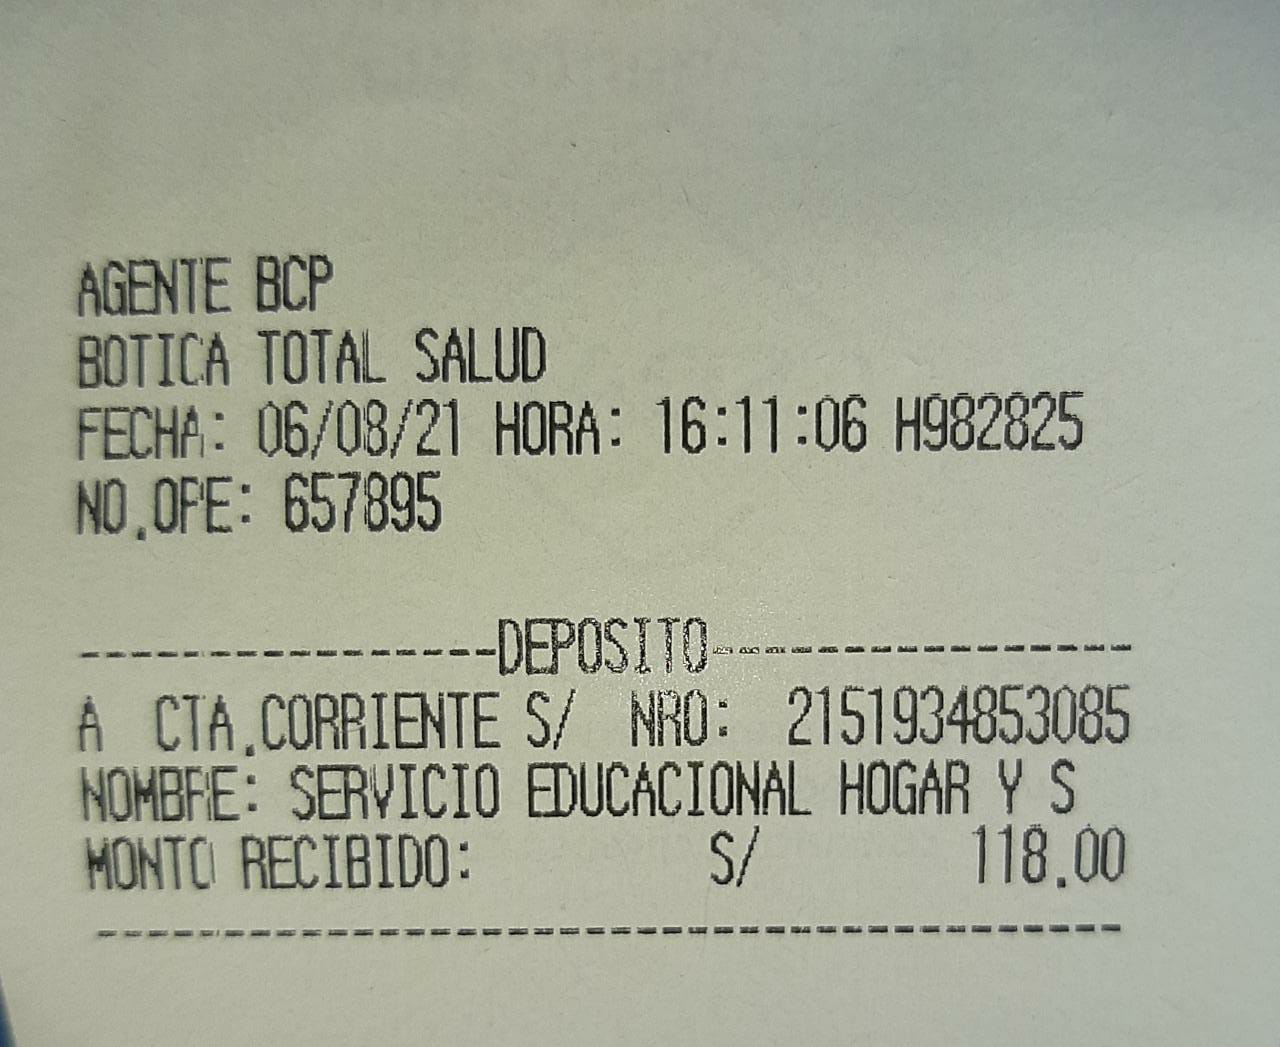 AGENTE BCP
BOTICA TOTAL SALUD
FECHA: 06/08/21 HORA: 16:11:06 H982825
NO.OPE: 657895
----------------DEPOSITO----------------
A CTA.CORRIENTE S/ NRO: 2151934853085
NOMBRE: SERVICIO EDUCACIONAL HOGAR Y S
MONTO RECIBIDO: S/ 118.00
----------------------------------------